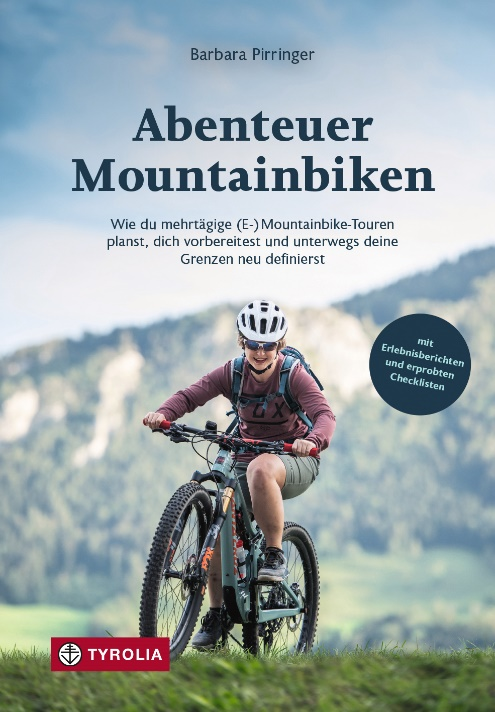 Barbara Pirringer
Abenteuer
Mountainbiken
Wie du mehrtägige (E-) Mountainbike-Touren
planst, dich vorbereitest und unterwegs deine
Grenzen neu definierst
mit
Erlebnisberichten
und erprobten
Checklisten
FOX
TYROLIA